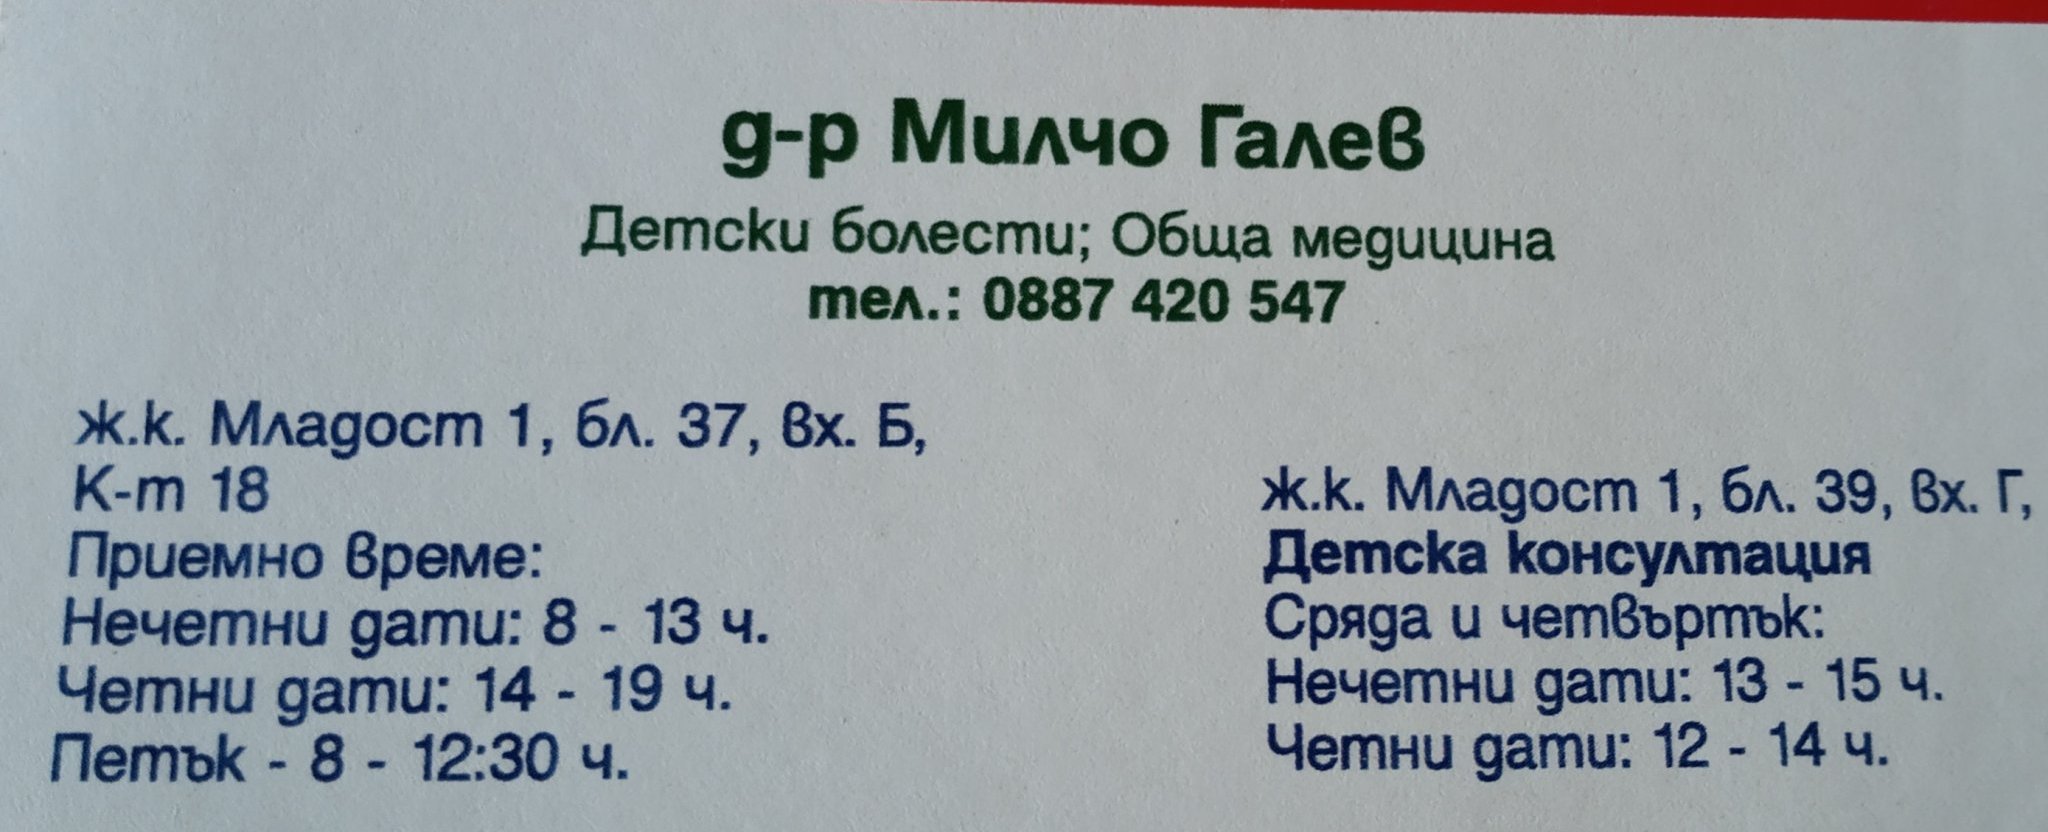 д-р Милчо Галев
Детски болести; Обща медицина
тел.: 0887 420 547
ж.к. Младост 1, бл. 37, вх. Б,
К-т 18
Приемно време:
Нечетни дати: 8 - 13 ч.
Четни дати: 14 - 19 ч.
Петък - 8 - 12:30 ч.
ж.к. Младост 1, бл. 39, вх. Г,
Детска консултация
Сряда и четвъртък:
Нечетни дати: 13 - 15 ч.
Четни дати: 12 - 14 ч.